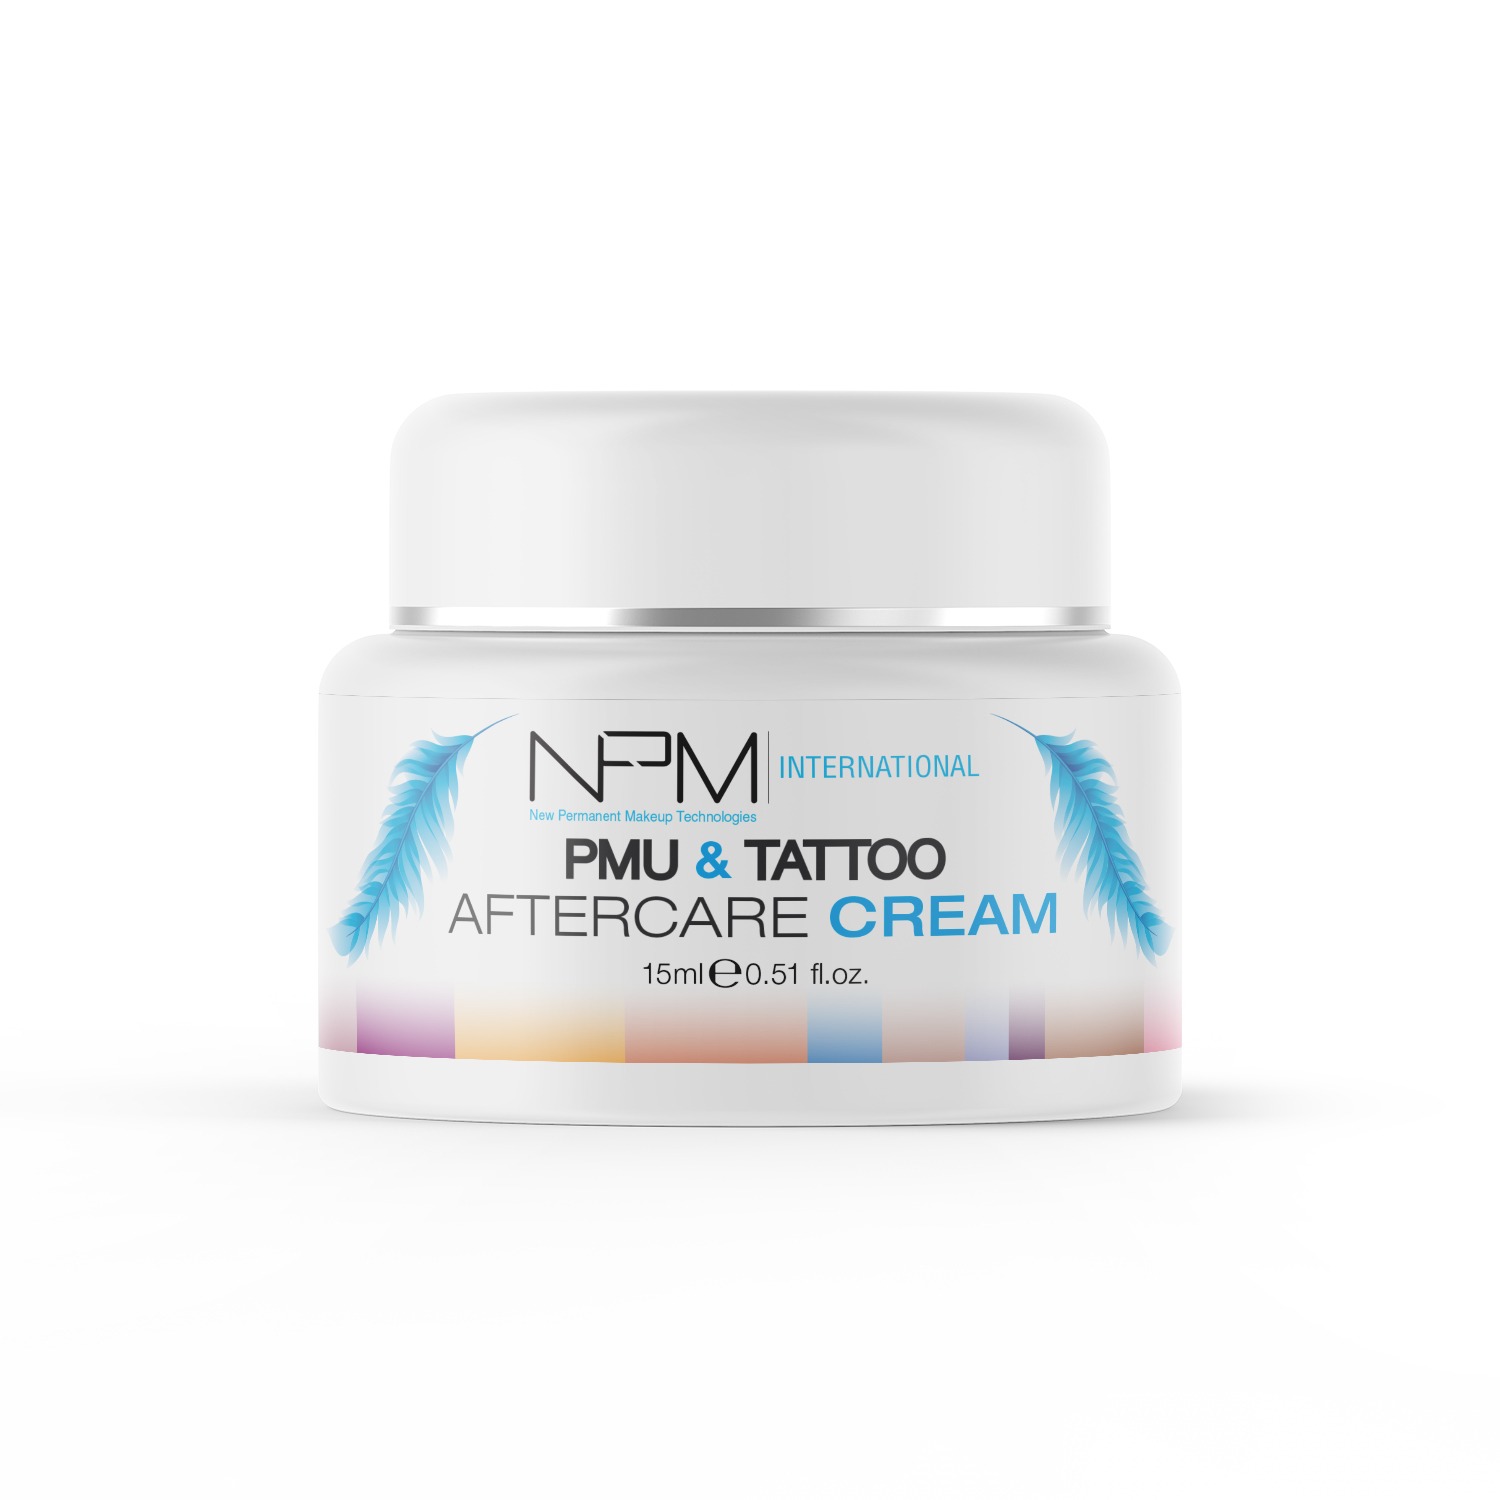 NPM INTERNATIONAL
New Permanent Makeup Technologies
PMU & TATTOO
AFTERCARE CREAM
15ml℮0.51 fl.oz.